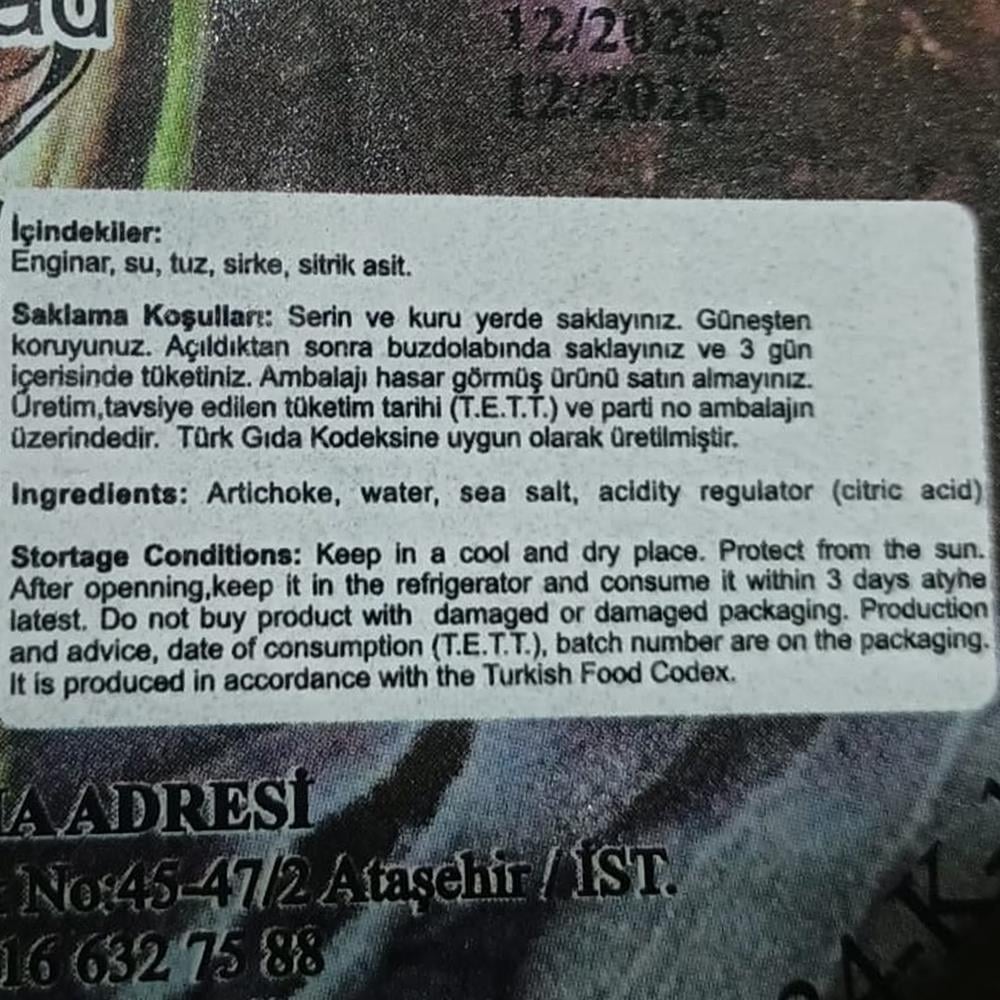 12/2025
12/2026
İçindekiler:
Enginar, su, tuz, sirke, sitrik asit.
Saklama Koşulları: Serin ve kuru yerde saklayınız. Güneşten
koruyunuz. Açıldıktan sonra buzdolabında saklayınız ve 3 gün
içerisinde tüketiniz. Ambalajı hasar görmüş ürünü satın almayınız.
Üretim,tavsiye edilen tüketim tarihi (T.E.T.T.) ve parti no ambalajın
üzerindedir. Türk Gıda Kodeksine uygun olarak üretilmiştir.
Ingredients: Artichoke, water, sea salt, acidity regulator (citric acid)
Stortage Conditions: Keep in a cool and dry place. Protect from the sun.
After openning,keep it in the refrigerator and consume it within 3 days atyhe
latest. Do not buy product with damaged or damaged packaging. Production
and advice, date of consumption (T.E.T.T.), batch number are on the packaging.
It is produced in accordance with the Turkish Food Codex.
ADRESİ
No:45-47/2 Ataşehir / İST.
16 632 75 88